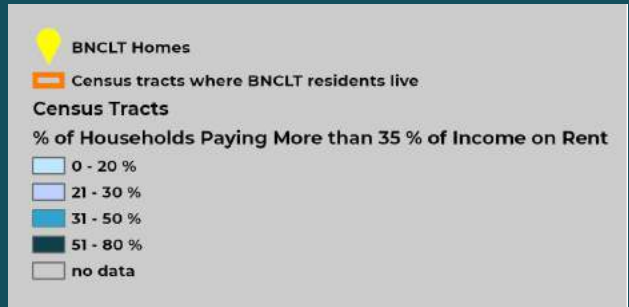 BNCLT Homes
Census tracts where BNCLT residents live
Census Tracts
% of Households Paying More than 35 % of Income on Rent
0 - 20 %
21 - 30 %
31 - 50 %
51 - 80 %
no data